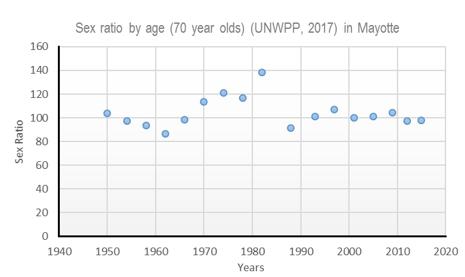 Sex ratio by age (70 year olds) (UNWPP, 2017) in Mayotte
160
140
120
100
80
60
40
20
0
Sex Ratio
1940 1950 1960 1970 1980 1990 2000 2010 2020
Years